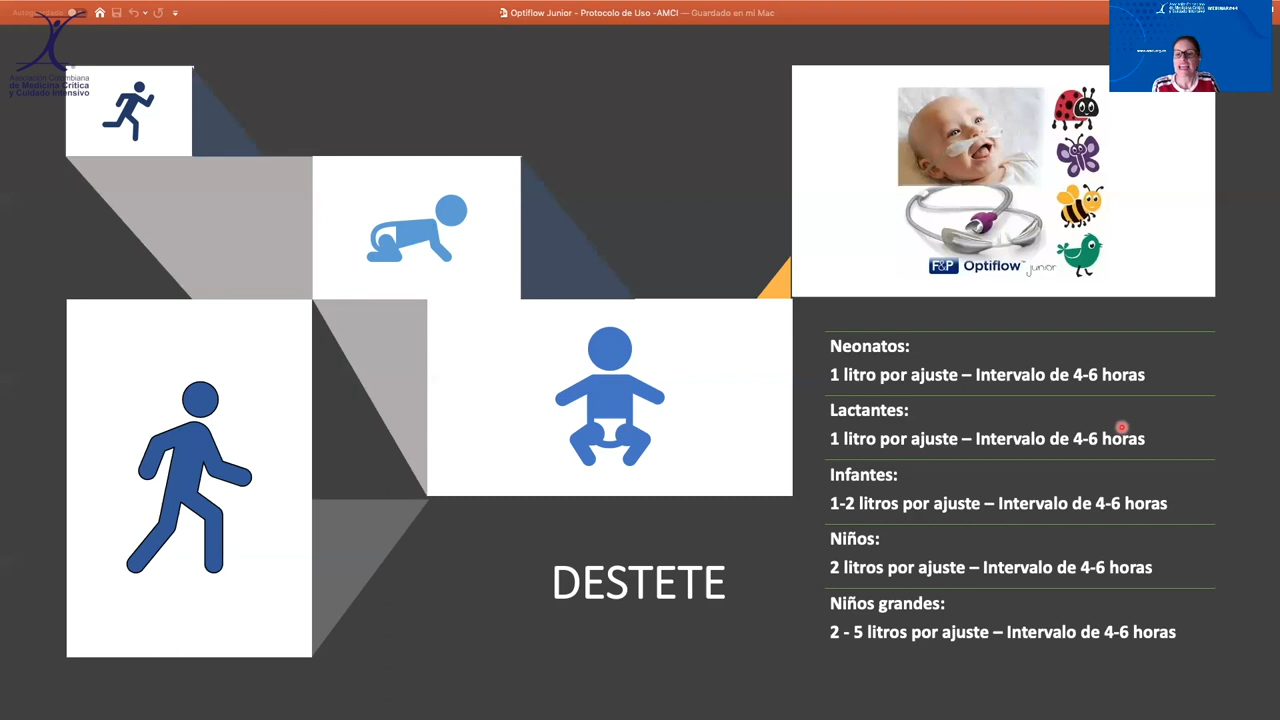 Optiflow Junior - Protocolo de Uso -AMCI — Guardado en mi Mac
Asociación Colombiana
de Medicina Crítica
y Cuidado Intensivo
F&P Optiflow™ junior
Neonatos:
1 litro por ajuste – Intervalo de 4-6 horas
Lactantes:
1 litro por ajuste – Intervalo de 4-6 horas
Infantes:
1-2 litros por ajuste – Intervalo de 4-6 horas
Niños:
2 litros por ajuste – Intervalo de 4-6 horas
Niños grandes:
2 - 5 litros por ajuste – Intervalo de 4-6 horas
DESTETE